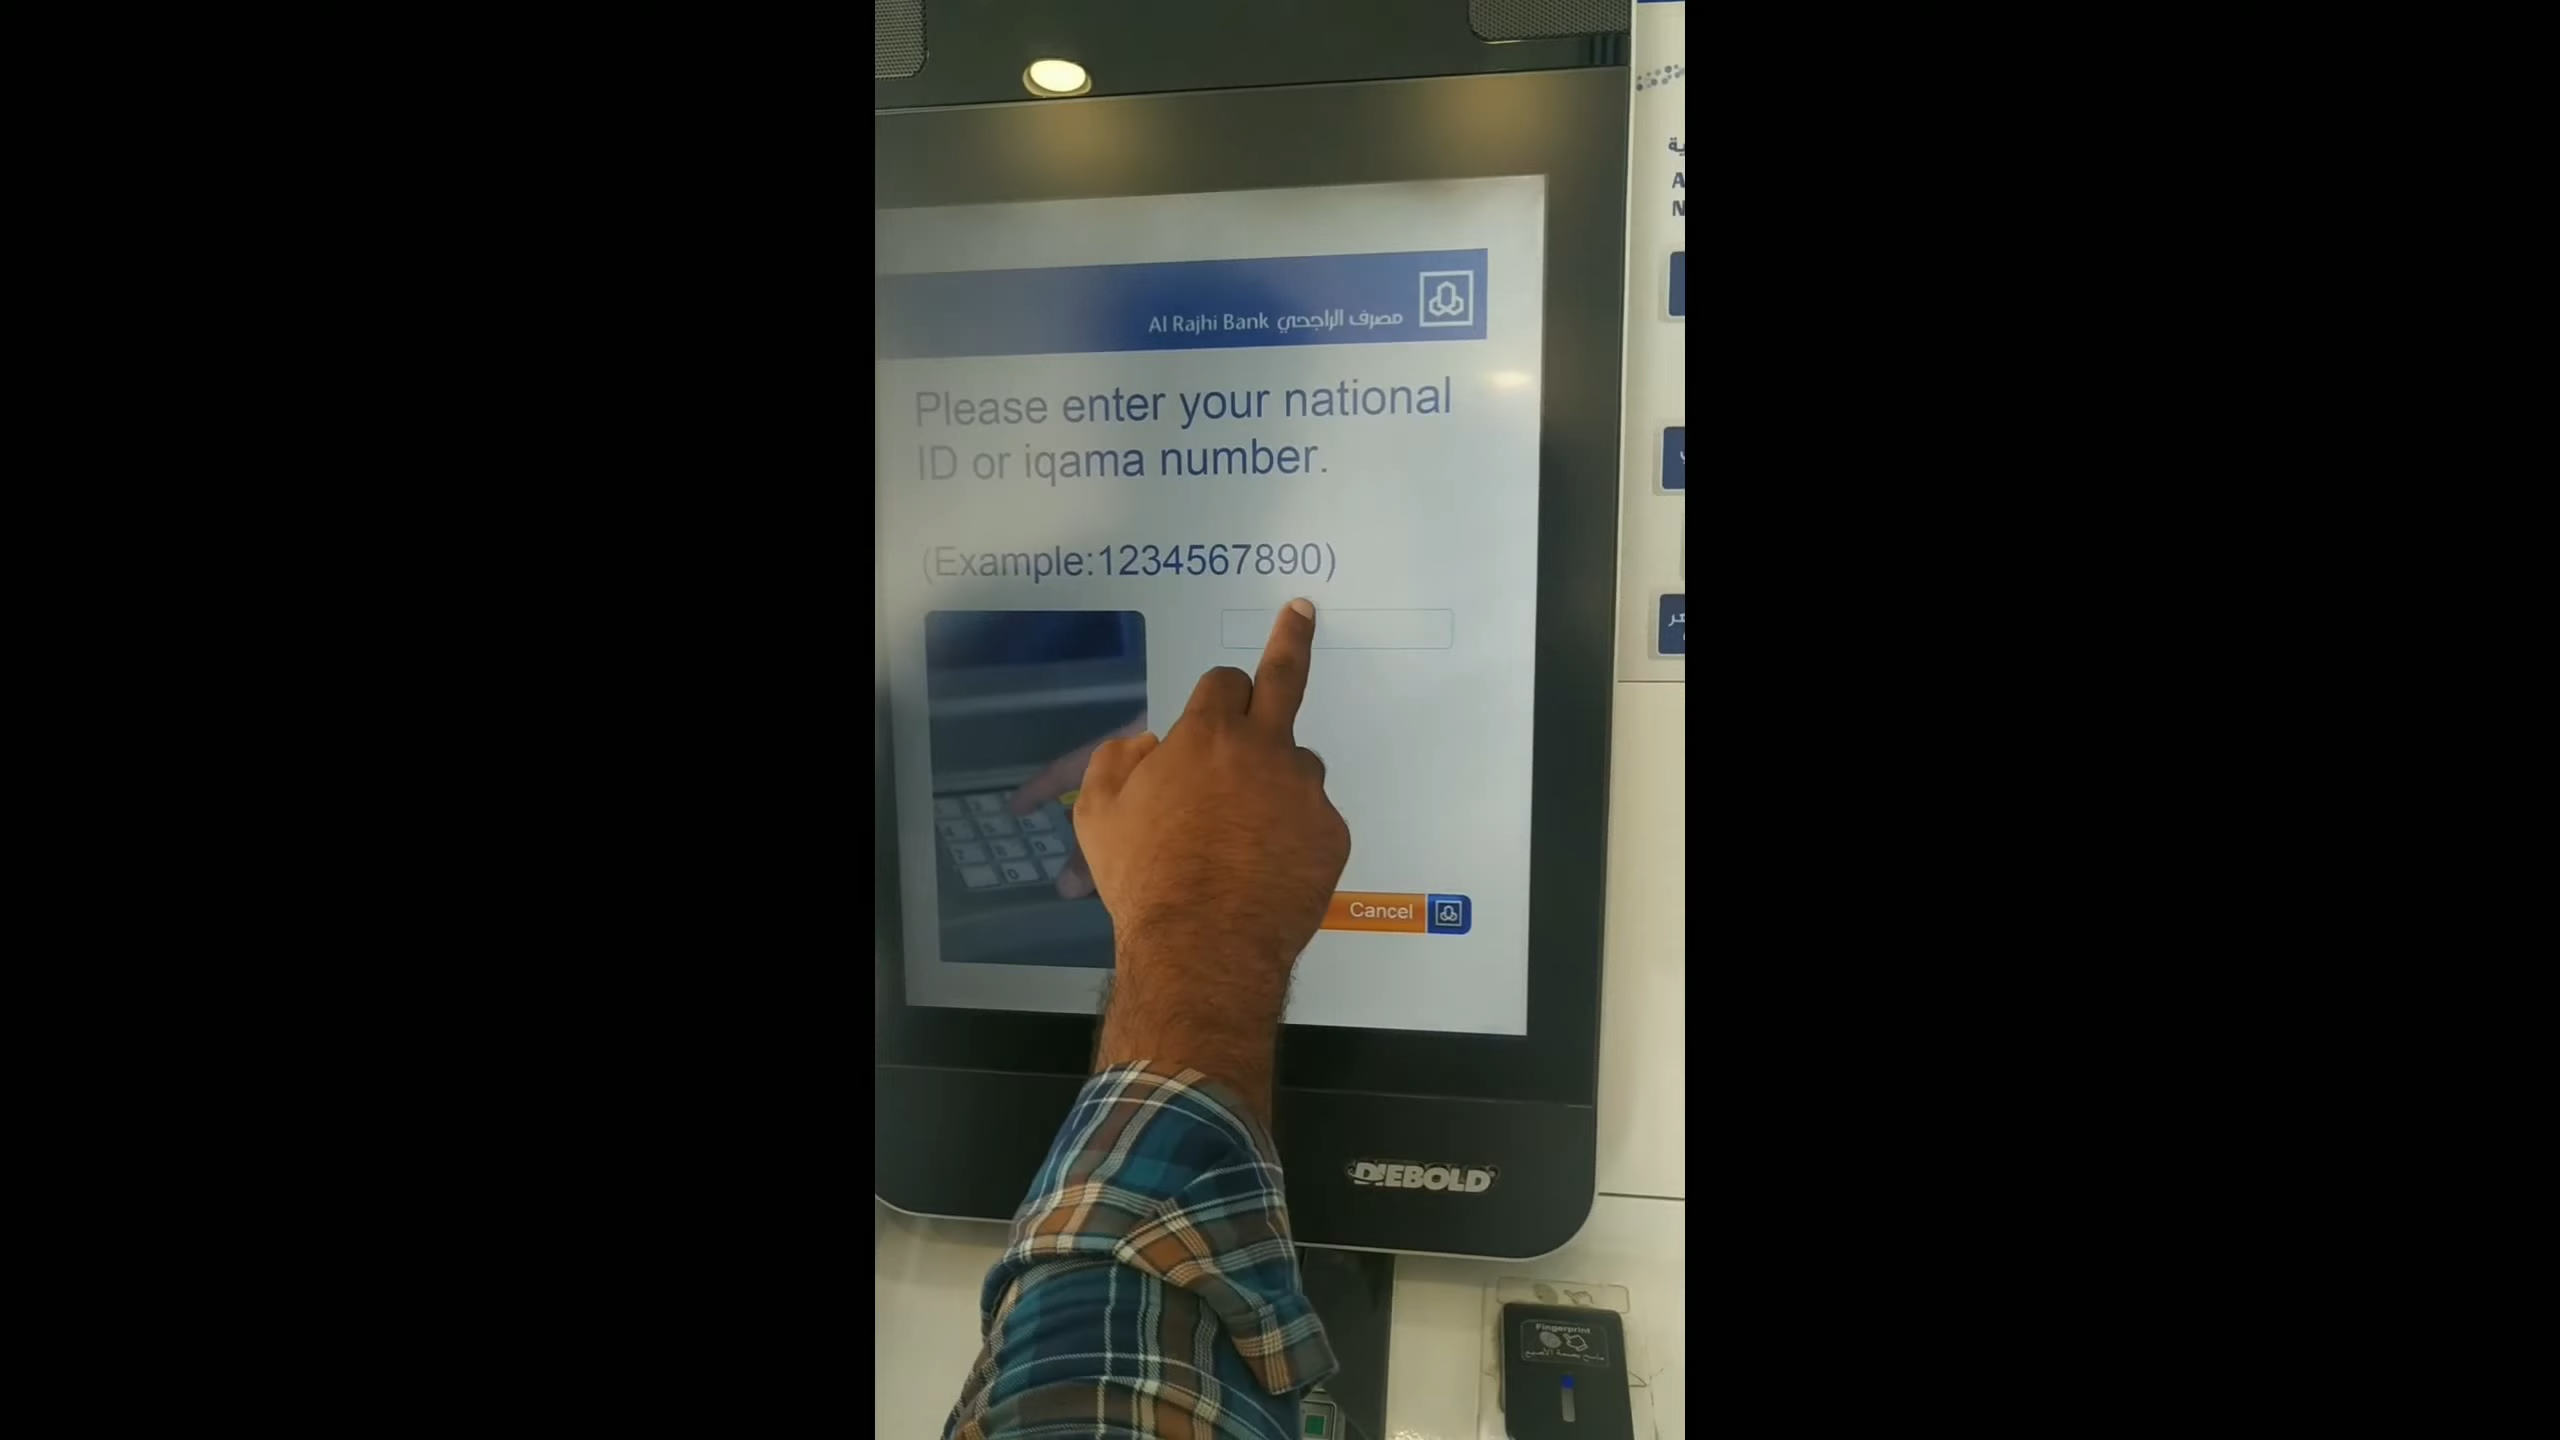 Al Rajhi Bank مصرف الراجحي
Please enter your national
ID or iqama number.
(Example:1234567890)
Cancel
DIEBOLD
Fingerprint